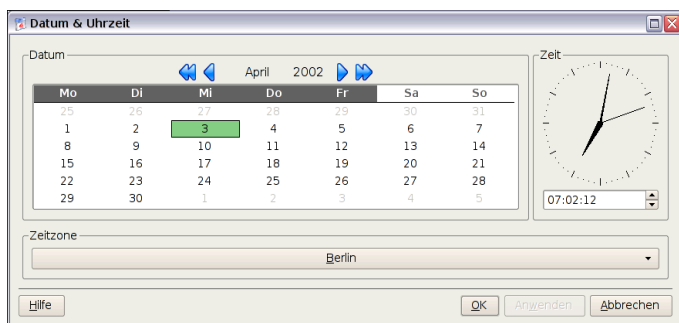 Datum & Uhrzeit
Datum
April 2002
Mo Di Mi Do Fr Sa So
25 26 27 28 29 30 31
1 2 3 4 5 6 7
8 9 10 11 12 13 14
15 16 17 18 19 20 21
22 23 24 25 26 27 28
29 30 1 2 3 4 5
Zeit
07:02:12
Zeitzone
Berlin
Hilfe OK Anwenden Abbrechen